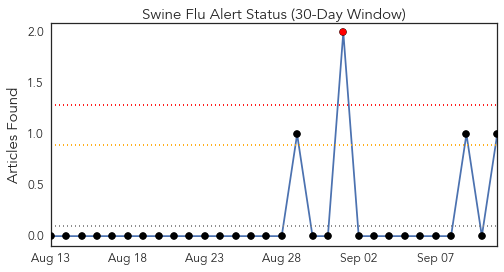 Swine Flu Alert Status (30-Day Window)
Articles Found
2.0
1.5
1.0
0.5
0.0
Aug 13 Aug 18 Aug 23 Aug 28 Sep 02 Sep 07